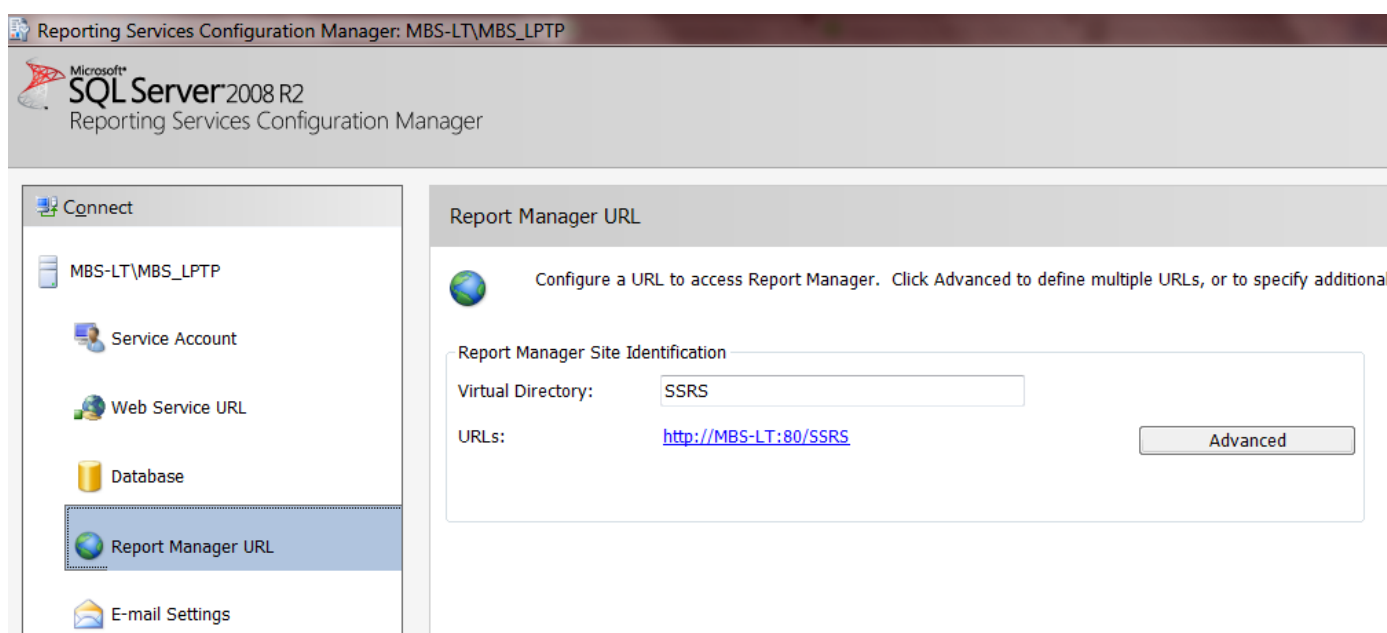 Reporting Services Configuration Manager: MBS-LT\MBS_LPTP
Microsoft®
SQL Server® 2008 R2
Reporting Services Configuration Manager
Connect
Report Manager URL
MBS-LT\MBS_LPTP
Configure a URL to access Report Manager. Click Advanced to define multiple URLs, or to specify additional
Service Account
Report Manager Site Identification
Virtual Directory: SSRS
Web Service URL
URLs: http://MBS-LT:80/SSRS Advanced
Database
Report Manager URL
E-mail Settings